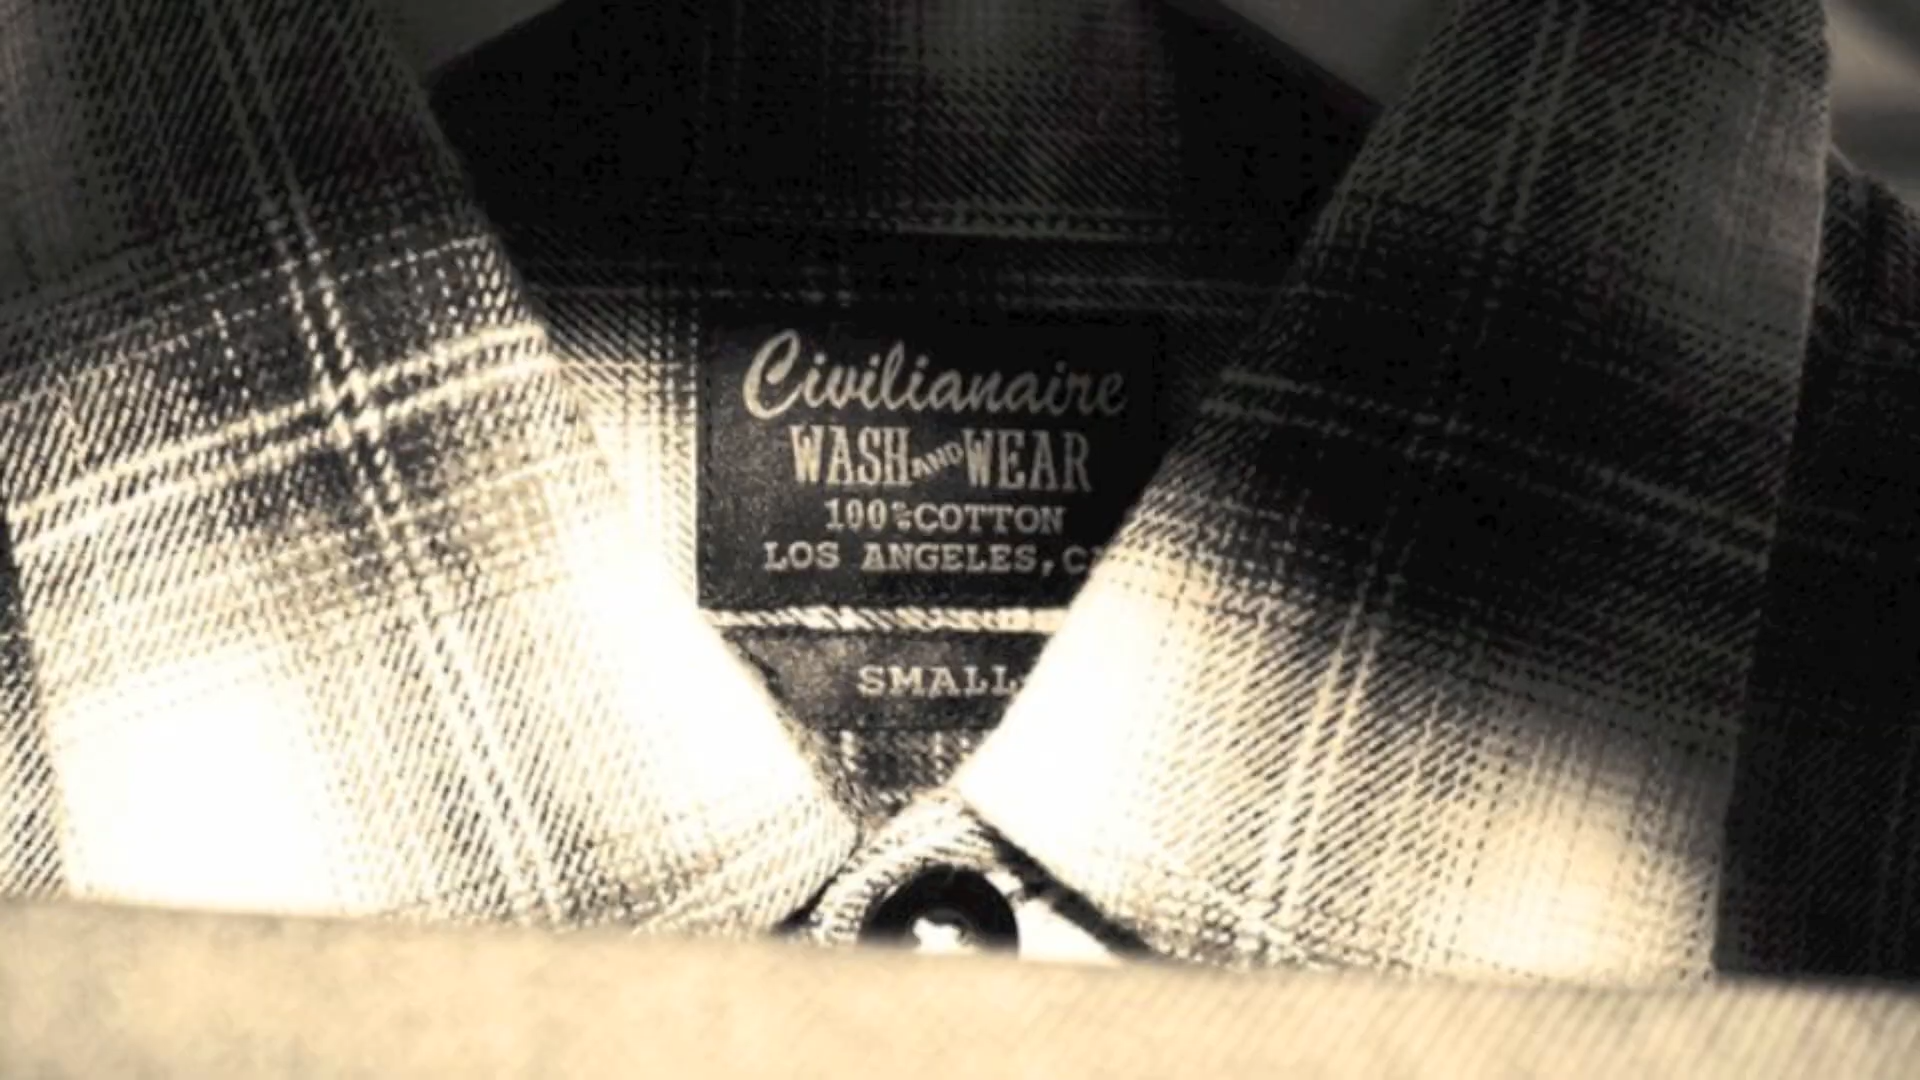 Civilianaire
WASH AND WEAR
100%COTTON
LOS ANGELES, C
SMALL